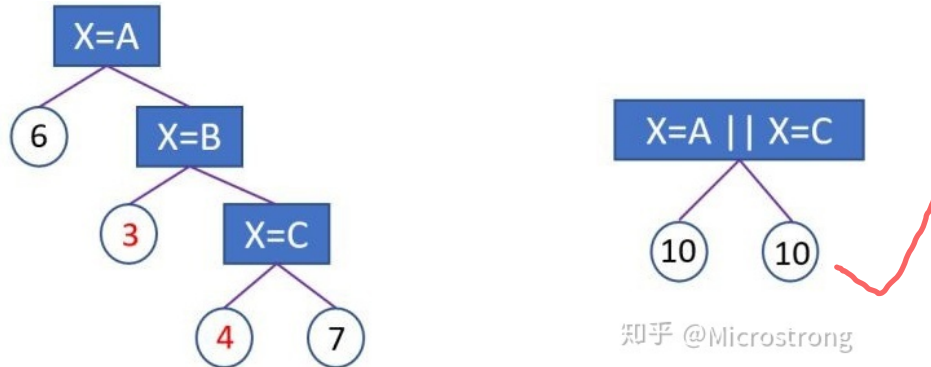 X=A
6
X=B
3
X=C
4
7
X=A || X=C
10
10
知乎 @Microstrong